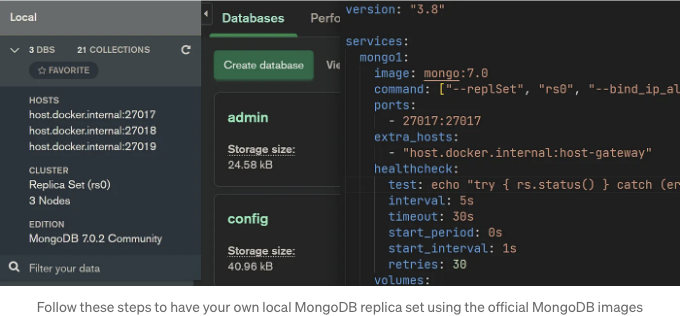 Local
3 DBS 21 COLLECTIONS
FAVORITE
HOSTS
host.docker.internal:27017
host.docker.internal:27018
host.docker.internal:27019
CLUSTER
Replica Set (rs0)
3 Nodes
EDITION
MongoDB 7.0.2 Community
Filter your data
Databases Perfo
Create database Vie
admin
Storage size:
24.58 kB
config
Storage size:
40.96 kB
version: "3.8"
services:
mongo1:
image: mongo:7.0
command: ["--replSet", "rs0", "--bind_ip_al
ports:
- 27017:27017
extra_hosts:
- "host.docker.internal:host-gateway"
healthcheck:
test: echo "try { rs.status() } catch (er
interval: 5s
timeout: 30s
start_period: 0s
start_interval: 1s
retries: 30
volumes:
Follow these steps to have your own local MongoDB replica set using the official MongoDB images